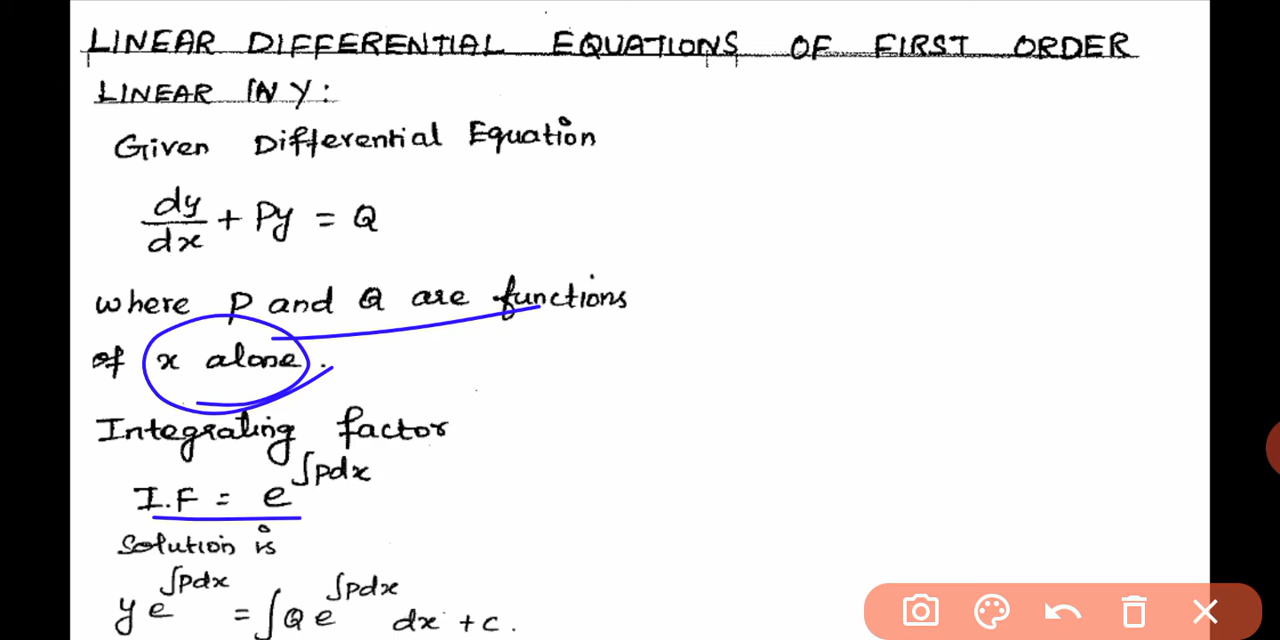 LINEAR DIFFERENTIAL EQUATIONS OF FIRST ORDER
LINEAR IN Y:
Given Differential Equation
dy/dx + Py = Q
where P and Q are functions
of x alone.
Integrating factor
I.F = e^∫Pdx
Solution is
y e^∫Pdx = ∫Q e^∫Pdx dx + c.